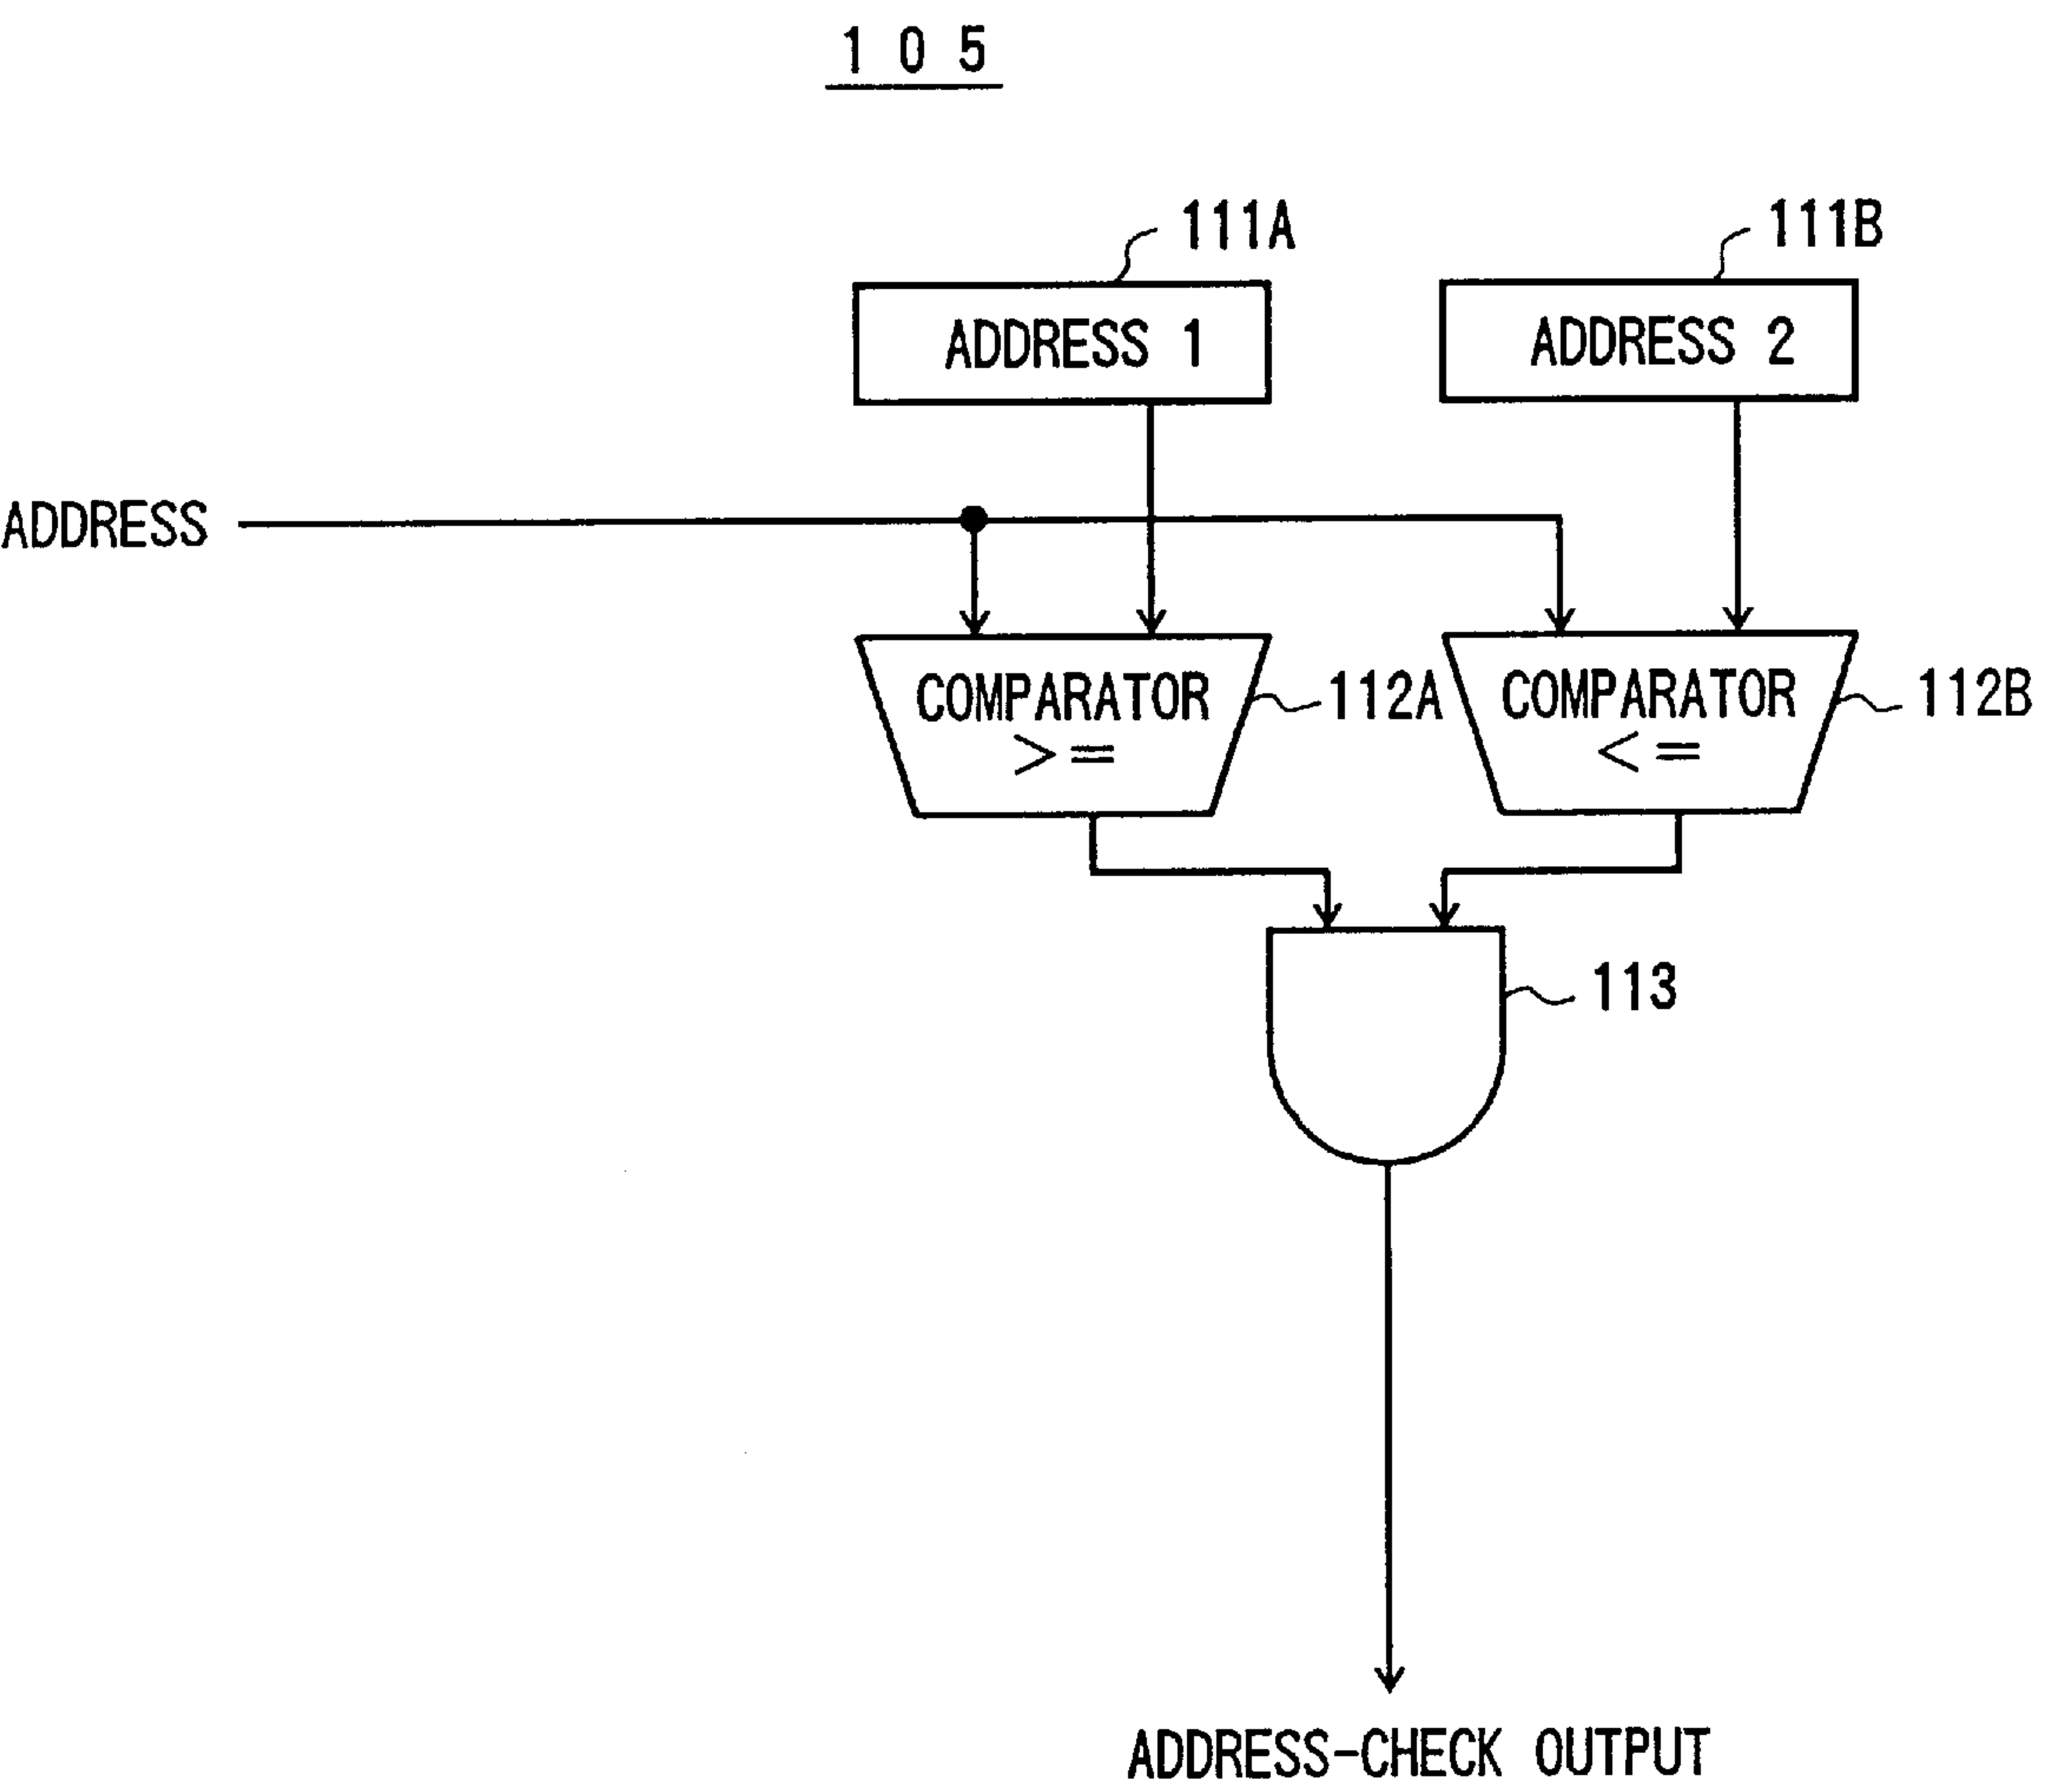 105
111A
111B
ADDRESS 1
ADDRESS 2
ADDRESS
COMPARATOR
>=
112A
COMPARATOR
<=
112B
113
ADDRESS-CHECK OUTPUT